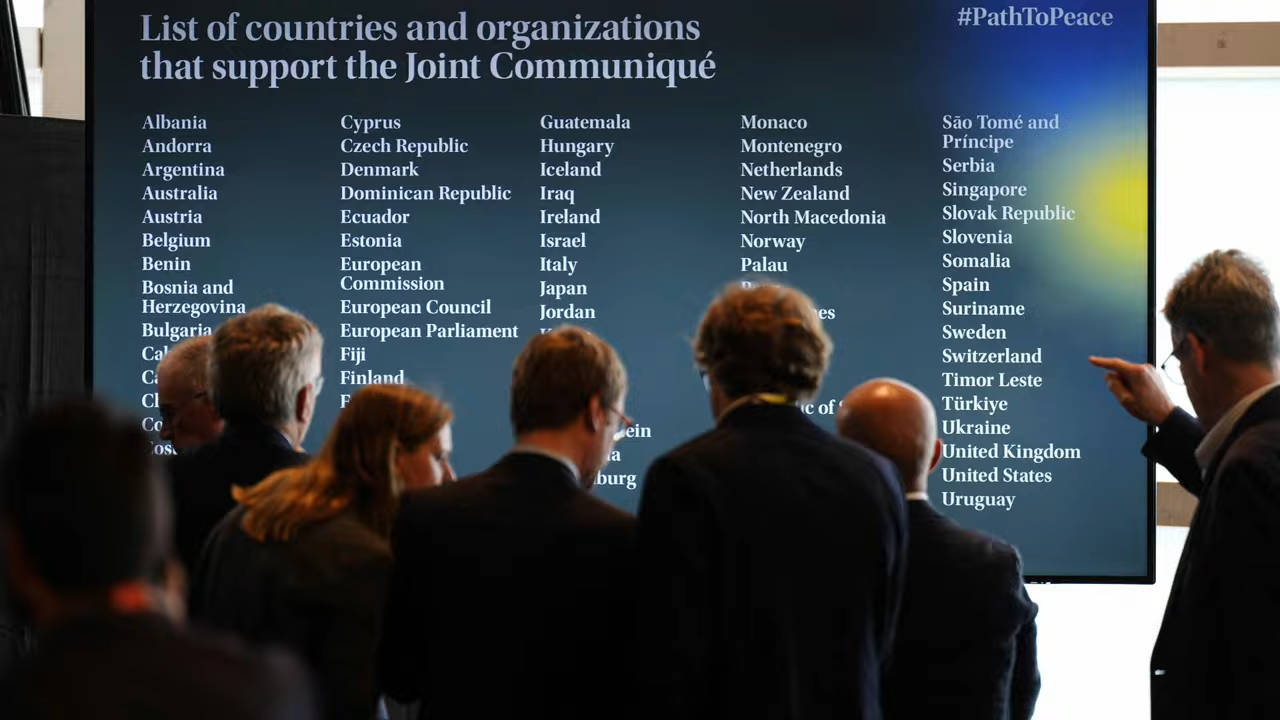 List of countries and organizations
that support the Joint Communiqué
#PathToPeace
Albania
Andorra
Argentina
Australia
Austria
Belgium
Benin
Bosnia and
Herzegovina
Bulgaria
Cyprus
Czech Republic
Denmark
Dominican Republic
Ecuador
Estonia
European
Commission
European Council
European Parliament
Fiji
Finland
Guatemala
Hungary
Iceland
Iraq
Ireland
Israel
Italy
Japan
Jordan
Monaco
Montenegro
Netherlands
New Zealand
North Macedonia
Norway
Palau
São Tomé and
Príncipe
Serbia
Singapore
Slovak Republic
Slovenia
Somalia
Spain
Suriname
Sweden
Switzerland
Timor Leste
Türkiye
Ukraine
United Kingdom
United States
Uruguay